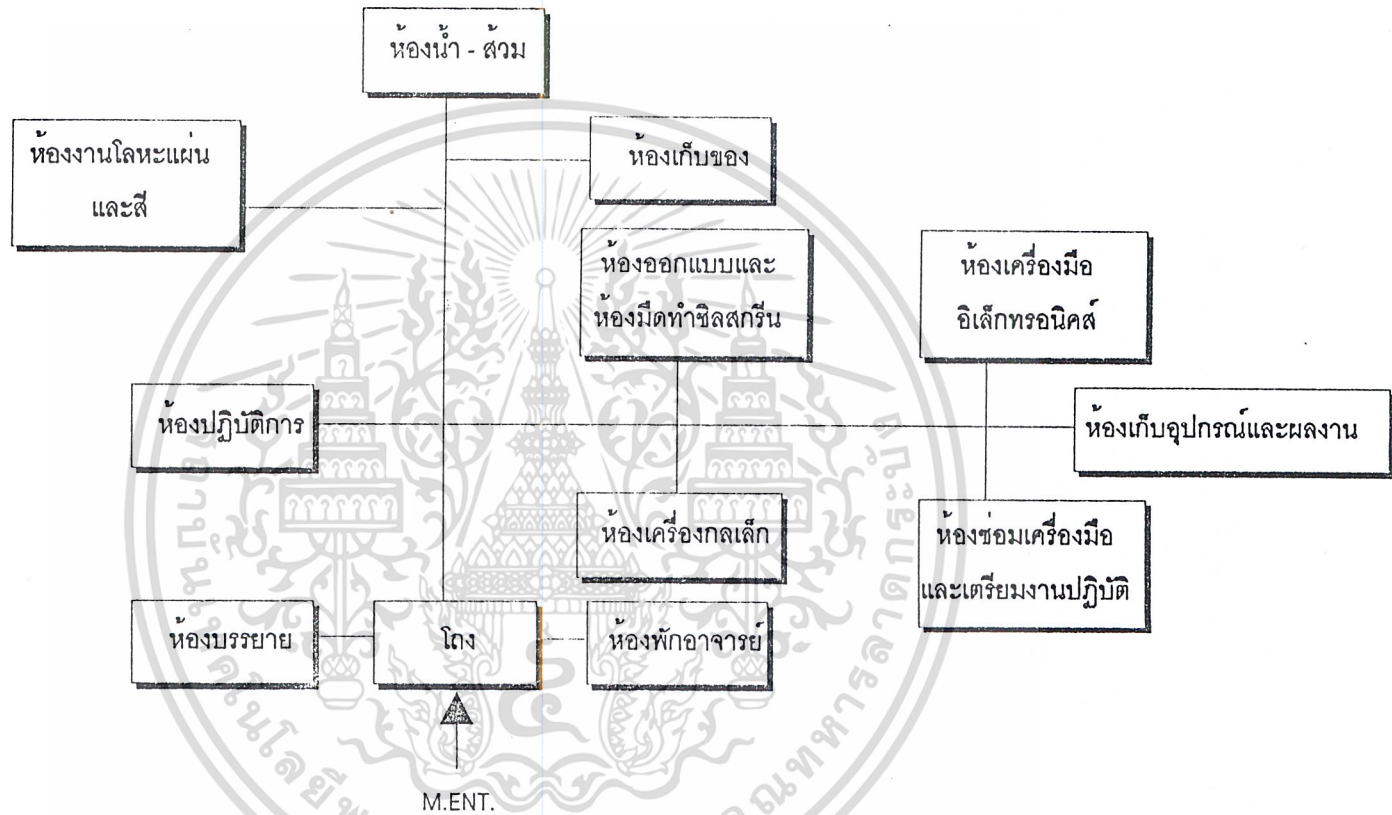 ห้องน้ำ - ส้วม
ห้องงานโลหะแผ่น
และสี
ห้องเก็บของ
ห้องออกแบบและ
ห้องมืดทำซิลสกรีน
ห้องเครื่องมือ
อิเล็กทรอนิคส์
ห้องปฏิบัติการ
ห้องเก็บอุปกรณ์และผลงาน
ห้องเครื่องกลเล็ก
ห้องซ่อมเครื่องมือ
และเตรียมงานปฏิบัติ
ห้องบรรยาย
โถง
ห้องพักอาจารย์
M.ENT.